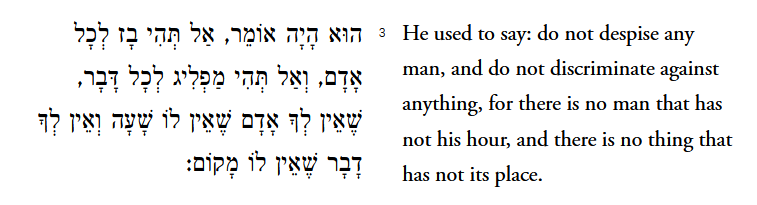 הוּא הָיָה אוֹמֵר, אַל תְּהִי בָז לְכָל
אָדָם, וְאַל תְּהִי מַפְלִיג לְכָל דָּבָר,
שֶׁאֵין לְךָ אָדָם שֶׁאֵין לוֹ שָׁעָה וְאֵין לְךָ
דָבָר שֶׁאֵין לוֹ מָקוֹם:
3 He used to say: do not despise any
man, and do not discriminate against
anything, for there is no man that has
not his hour, and there is no thing that
has not its place.